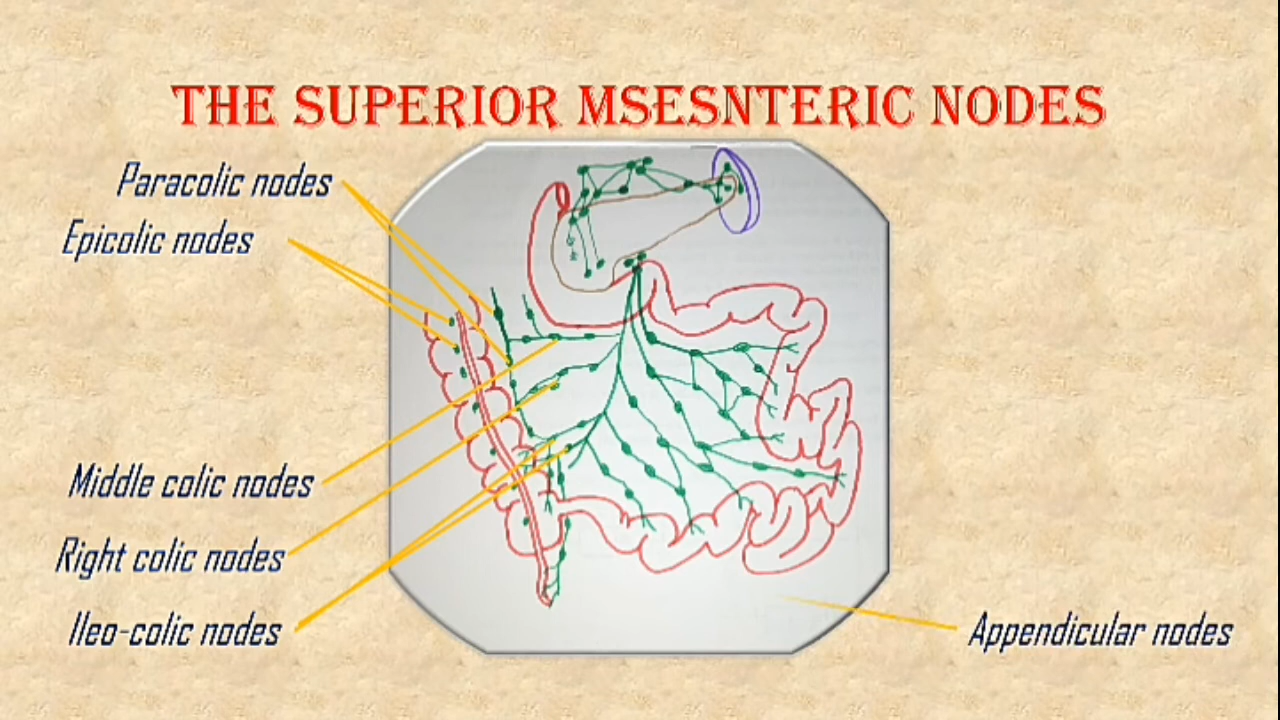 THE SUPERIOR MSESNTERIC NODES
Paracolic nodes
Epicolic nodes
Middle colic nodes
Right colic nodes
Ileo-colic nodes
Appendicular nodes